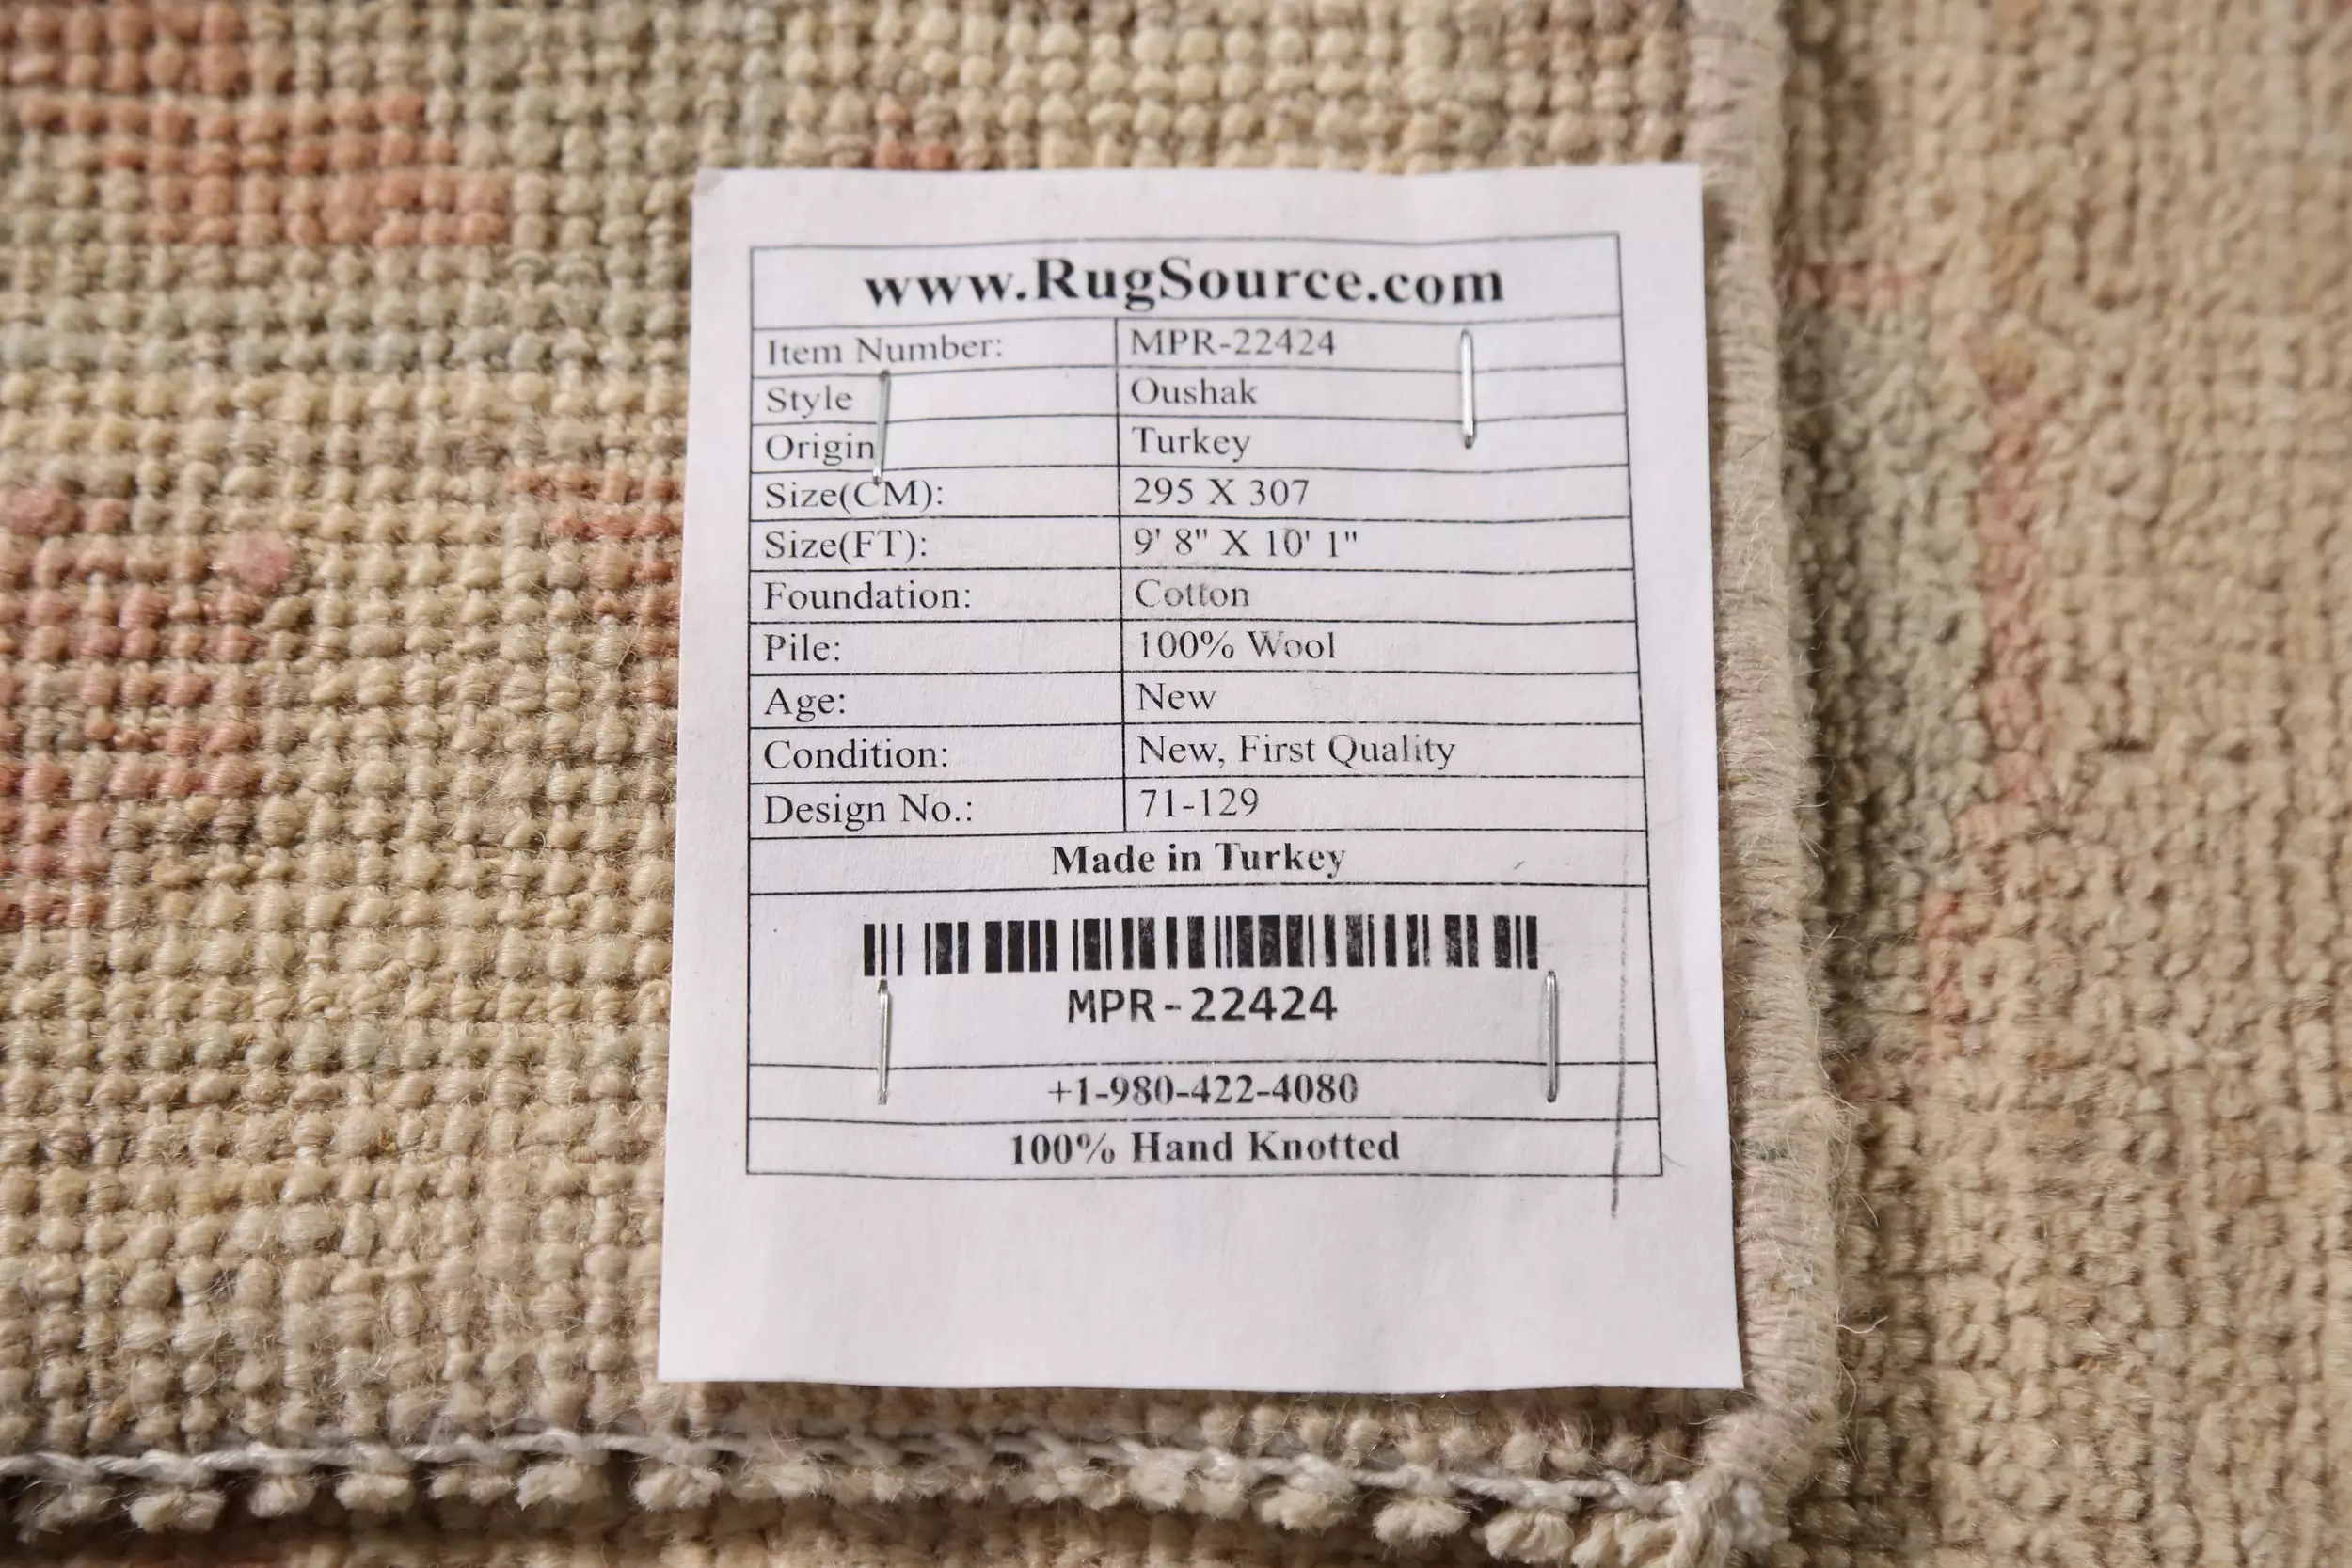 www.RugSource.com
Item Number: MPR-22424
Style Oushak
Origin Turkey
Size(CM): 295 X 307
Size(FT): 9' 8" X 10' 1"
Foundation: Cotton
Pile: 100% Wool
Age: New
Condition: New, First Quality
Design No.: 71-129
Made in Turkey
MPR-22424
+1-980-422-4080
100% Hand Knotted